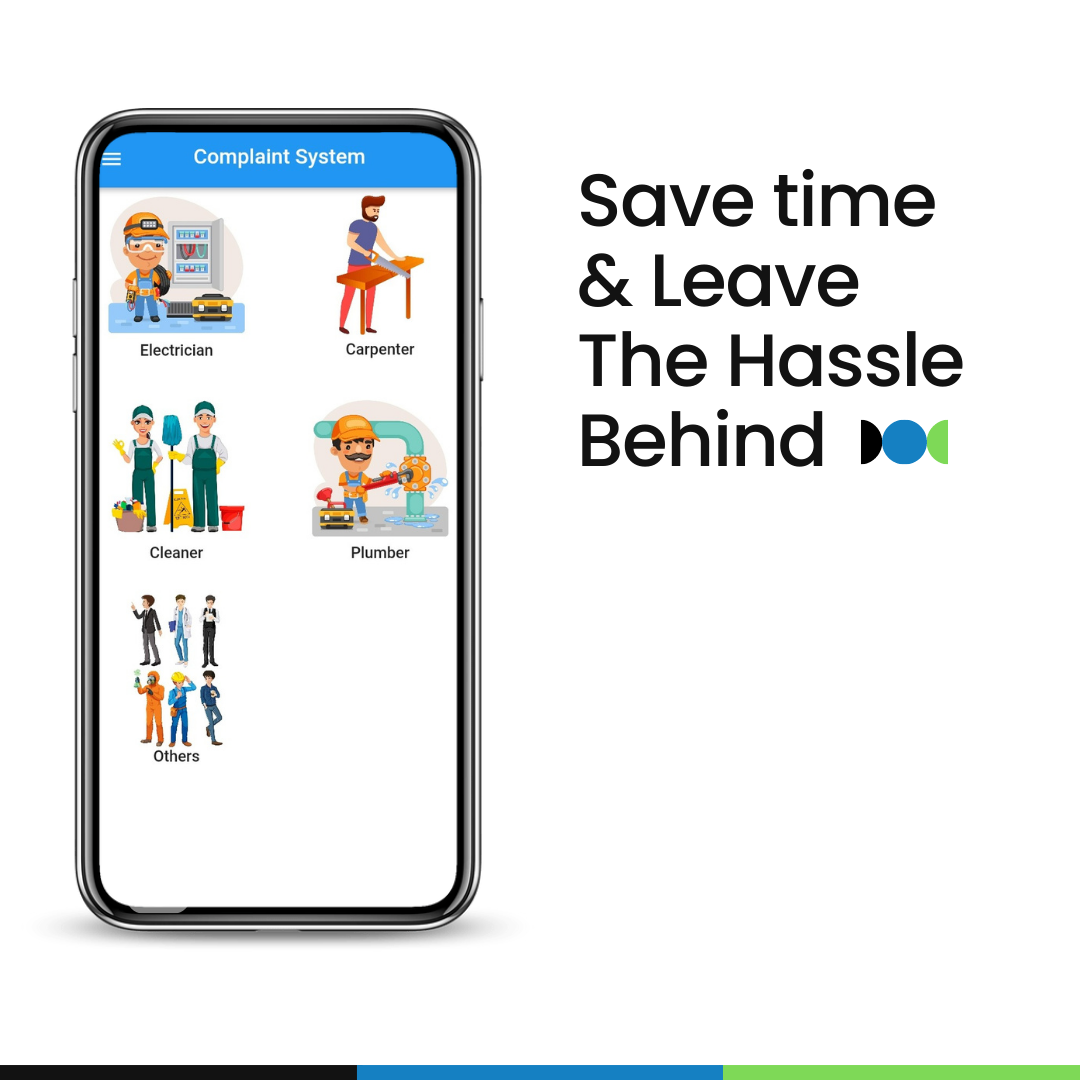 Complaint System
Electrician
Carpenter
Cleaner
Plumber
Others
Save time
& Leave
The Hassle
Behind